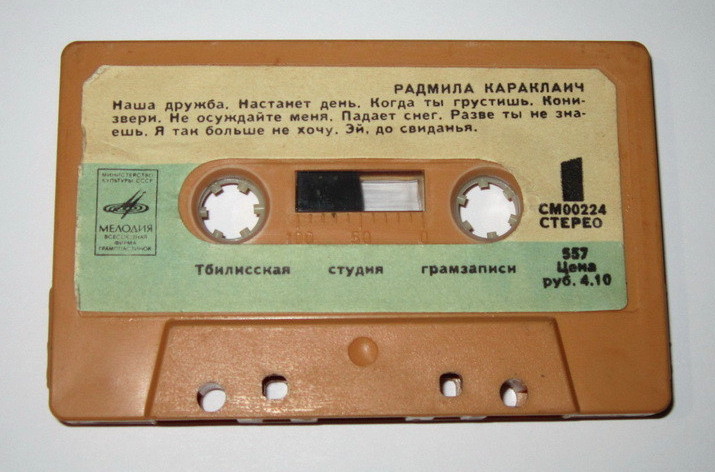 РАДМИЛА КАРАКЛАИЧ
Наша дружба. Настанет день. Когда ты грустишь. Кони-
звери. Не осуждайте меня. Падает снег. Разве ты не зна-
ешь. Я так больше не хочу. Эй, до свиданья.
МИНИСТЕРСТВО
КУЛЬТУРЫ СССР
МЕЛОДИЯ
ВСЕСОЮЗНАЯ
ФИРМА
ГРАМПЛАСТИНОК
1
СМ00224
СТЕРЕО
50 0
Тбилисская студия грамзаписи
557
Цена
руб. 4.10